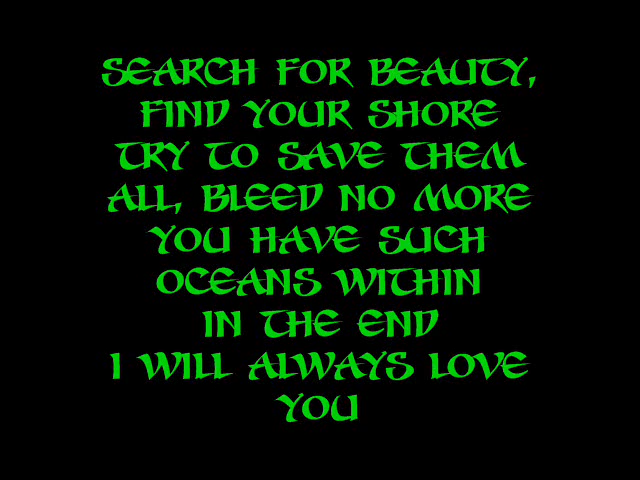 SEARCH FOR BEAUTY,
FIND YOUR SHORE
TRY TO SAVE THEM
ALL, BLEED NO MORE
YOU HAVE SUCH
OCEANS WITHIN
IN THE END
I WILL ALWAYS LOVE
YOU